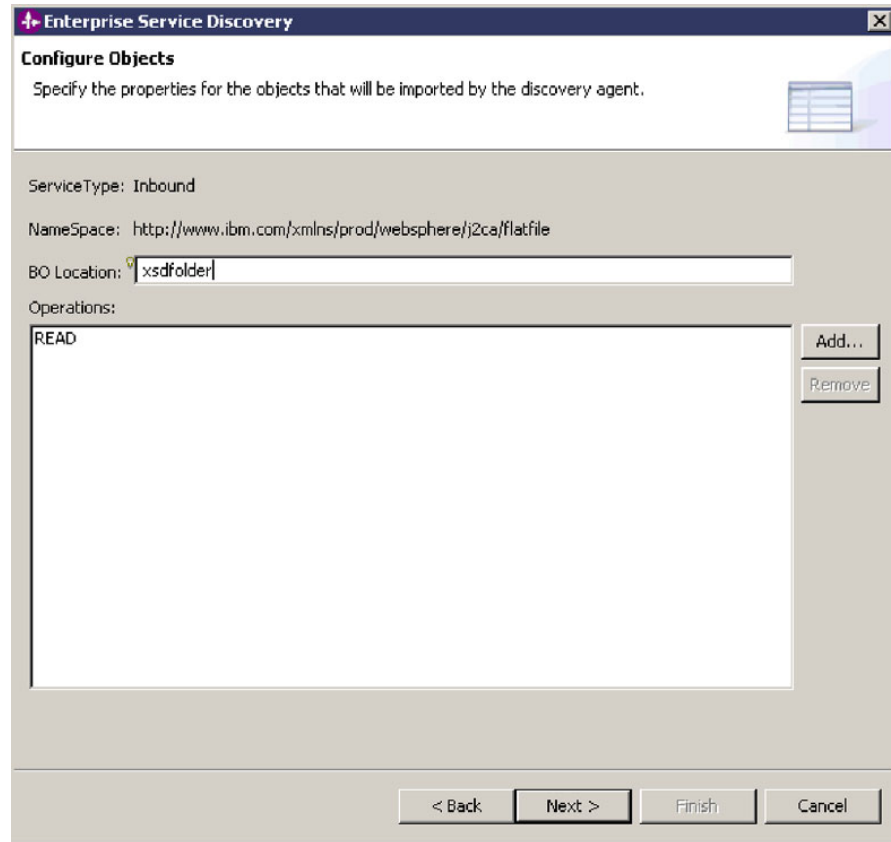 Enterprise Service Discovery
Configure Objects
Specify the properties for the objects that will be imported by the discovery agent.
ServiceType: Inbound
NameSpace: http://www.ibm.com/xmlns/prod/websphere/j2ca/flatfile
BO Location: xsdfolder
Operations:
READ
Add...
Remove
< Back Next > Finish Cancel